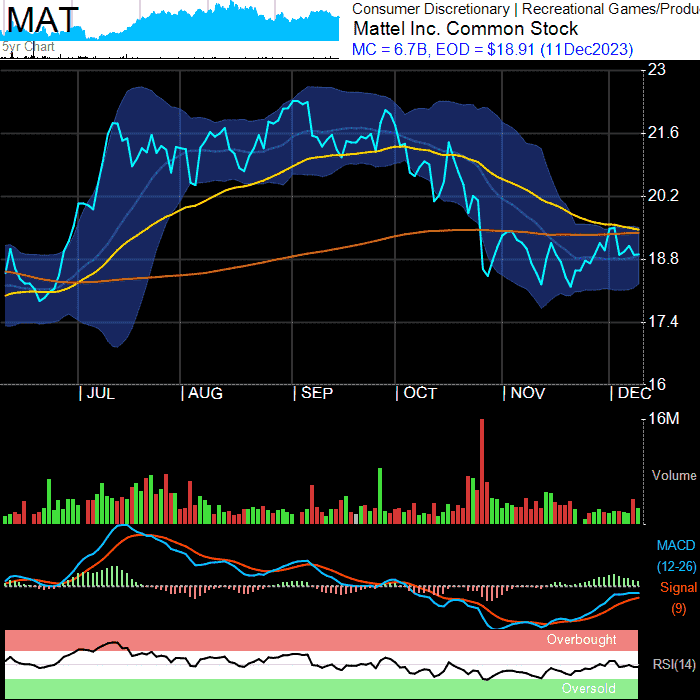 MAT
5yr Chart
Consumer Discretionary | Recreational Games/Produ
Mattel Inc. Common Stock
MC = 6.7B, EOD = $18.91 (11Dec2023)
23
21.6
20.2
18.8
17.4
16
| JUL | AUG | SEP | OCT | NOV | DEC
16M
Volume
MACD
(12-26)
Signal
(9)
Overbought
RSI(14)
Oversold